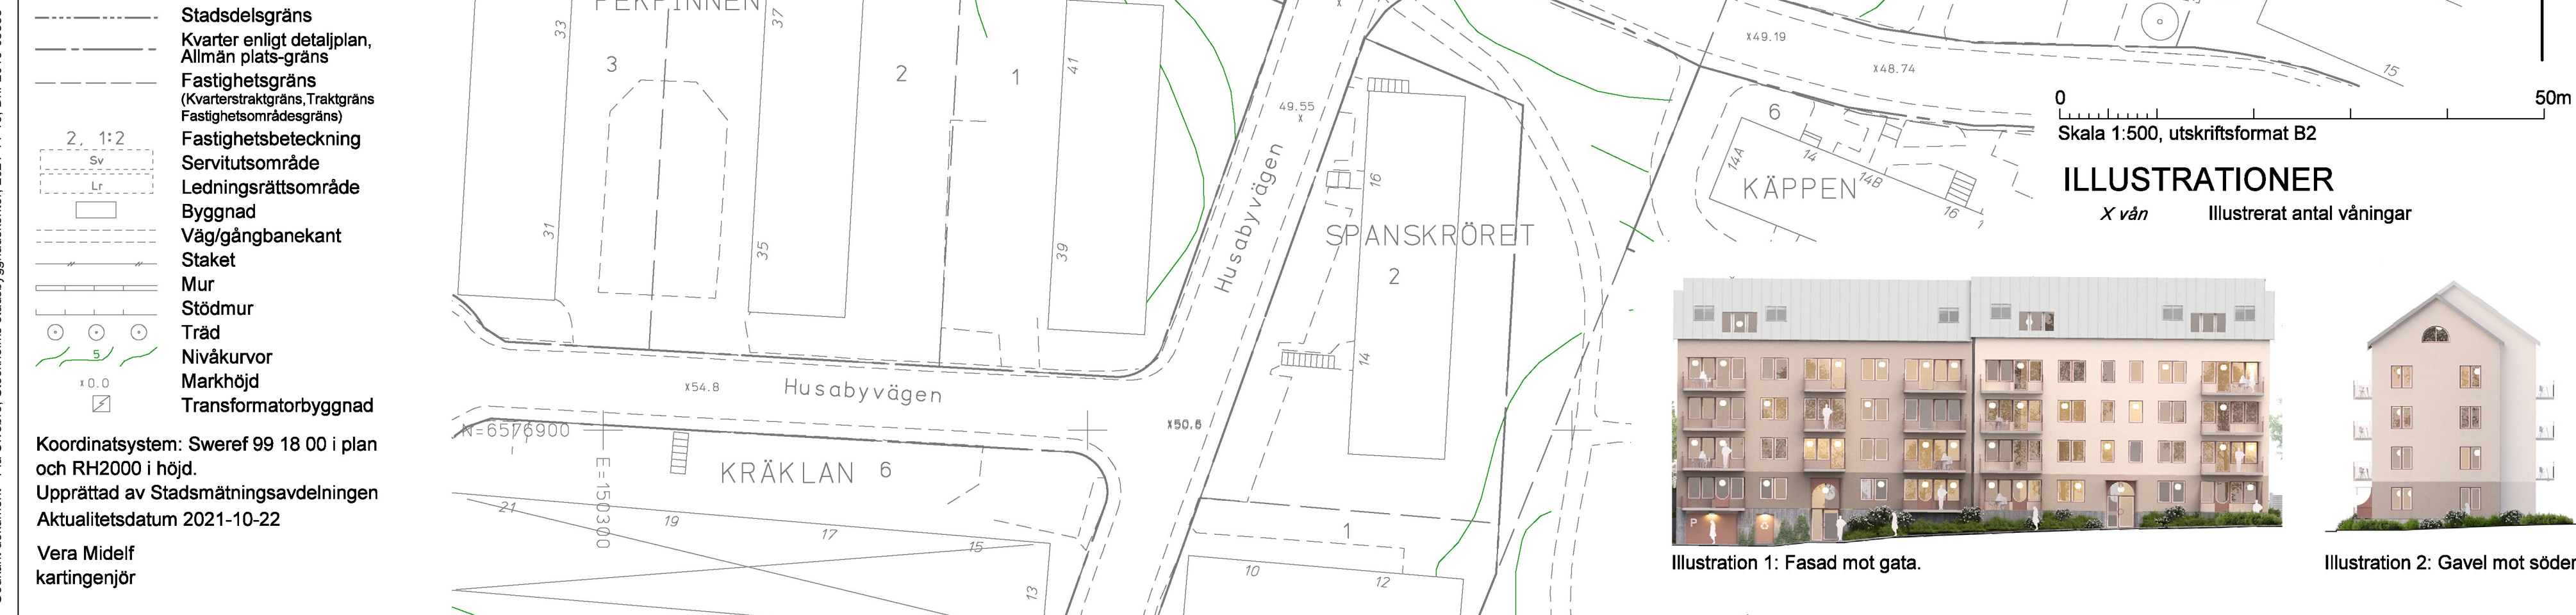 Stadsdelsgräns
Kvarter enligt detaljplan,
Allmän plats-gräns
Fastighetsgräns
(Kvarterstraktgräns,Traktgräns
Fastighetsområdesgräns)
2, 1:2 Fastighetsbeteckning
Sv Servitutsområde
Lr Ledningsrättsområde
Byggnad
Väg/gångbanekant
Staket
Mur
Stödmur
Träd
5 Nivåkurvor
x0.0 Markhöjd
Transformatorbyggnad
Koordinatsystem: Sweref 99 18 00 i plan
och RH2000 i höjd.
Upprättad av Stadsmätningsavdelningen
Aktualitetsdatum 2021-10-22
Vera Midelf
kartingenjör
33
3
31
37
2
35
1
41
39
Husabyvägen
x54.8
N=6576900
E=150300
KRÄKLAN 6
21
19
17
15
13
49.55
x
Husabyvägen
16
SPANSKRÖRET
2
14
x50.6
1
10
12
x49.19
x48.74
6
14A
14
14B
KÄPPEN
16
15
0 50m
Skala 1:500, utskriftsformat B2
ILLUSTRATIONER
X vån Illustrerat antal våningar
P
Illustration 1: Fasad mot gata.
Illustration 2: Gavel mot söder